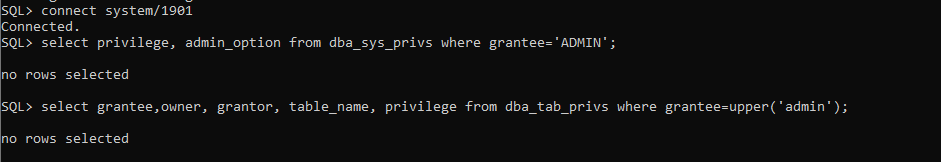 SQL> connect system/1901
Connected.
SQL> select privilege, admin_option from dba_sys_privs where grantee='ADMIN';
no rows selected
SQL> select grantee,owner, grantor, table_name, privilege from dba_tab_privs where grantee=upper('admin');
no rows selected